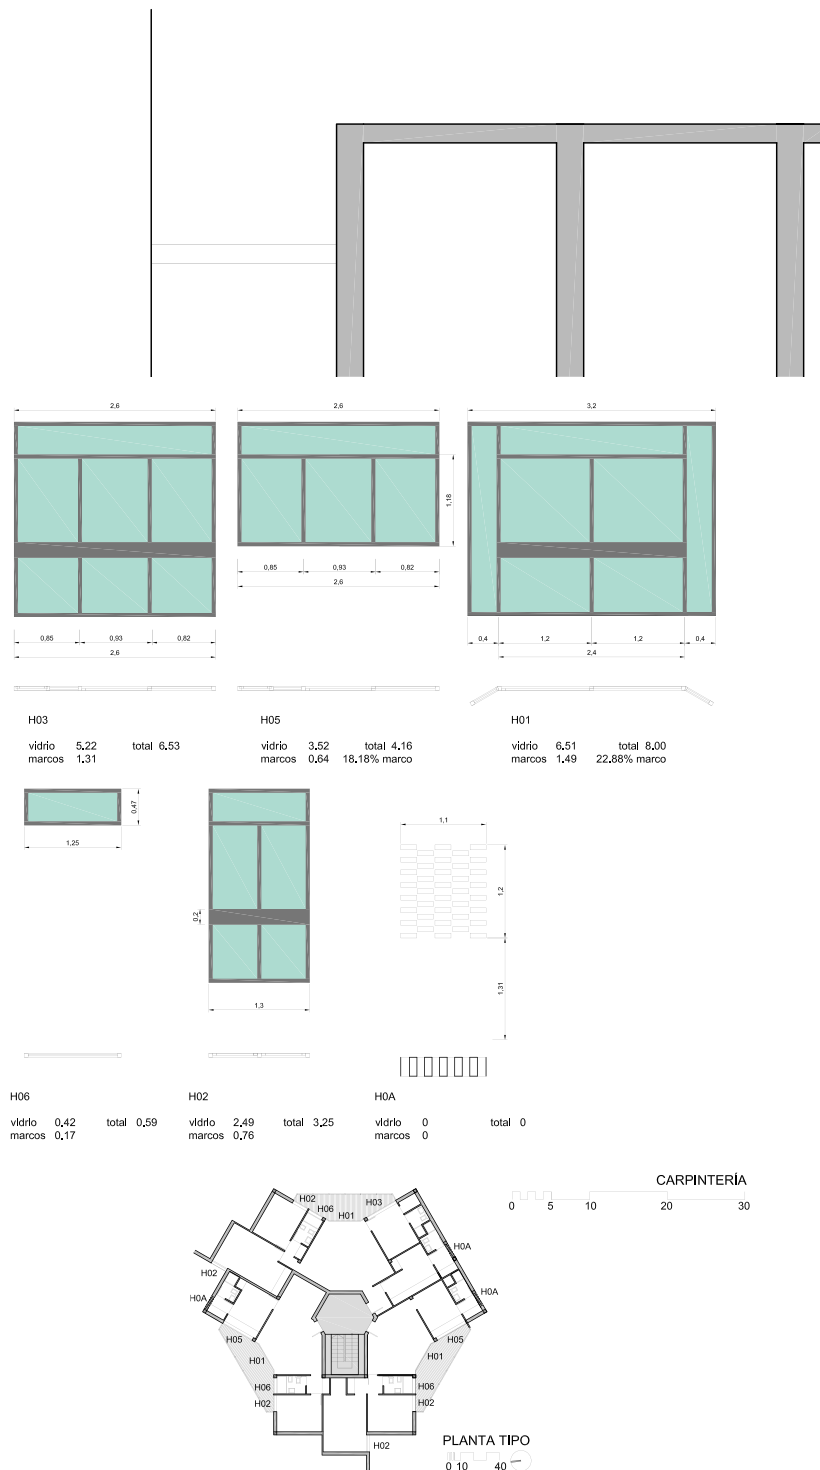 2,6
2,6
3,2
1,18
0,85 0,93 0,82
2,6
0,85 0,93 0,82
2,6
0,4 1,2 1,2 0,4
2,4
H03
vidrio 5.22 total 6.53
marcos 1.31
H05
vidrio 3.52 total 4.16
marcos 0.64 18.18% marco
H01
vidrio 6.51 total 8.00
marcos 1.49 22.88% marco
0,47
1,25
0,2
1,3
1,1
1,2
1,31
H06
vidrio 0.42 total 0.59
marcos 0.17
H02
vidrio 2.49 total 3.25
marcos 0.76
H0A
vidrio 0 total 0
marcos 0
CARPINTERÍA
0 5 10 20 30
H02
H03
H06
H01
H0A
H02
H0A
H0A
H05
H05
H01
H01
H06
H06
H02
H02
H02
PLANTA TIPO
0 10 40